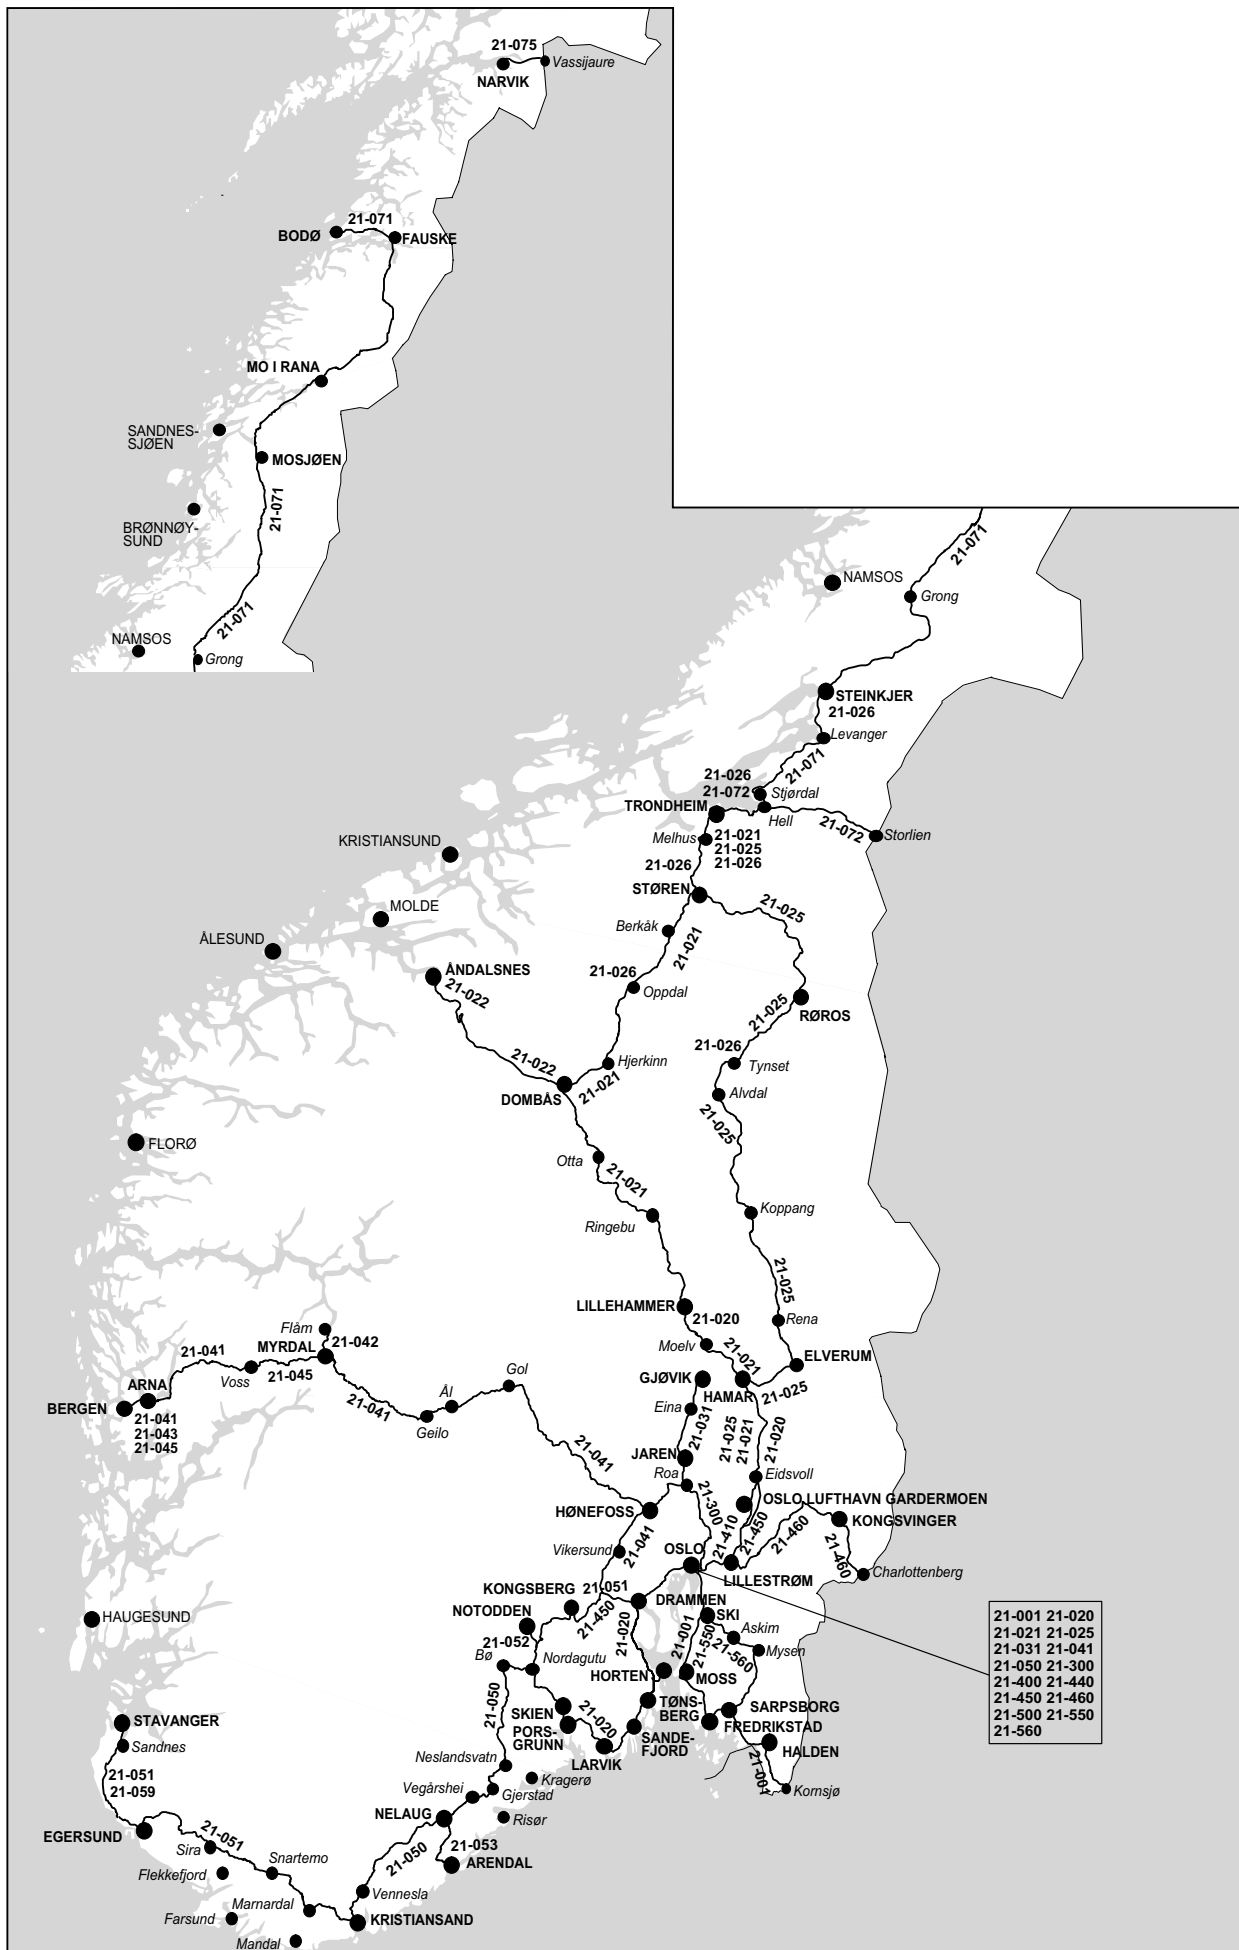 21-075
Vassijaure
NARVIK
21-071
BODØ
FAUSKE
MO I RANA
SANDNES-
SJØEN
MOSJØEN
21-071
BRØNNØY-
SUND
21-071
NAMSOS
Grong
21-071
NAMSOS
Grong
STEINKJER
21-026
Levanger
21-071
21-026
21-072
Stjørdal
TRONDHEIM
Hell
21-072
Storlien
Melhus
21-021
21-025
21-026
KRISTIANSUND
21-026
STØREN
21-025
MOLDE
Berkåk
21-021
ÅLESUND
ÅNDALSNES
21-022
21-026
Oppdal
21-025
RØROS
21-026
Tynset
21-022
Hjerkinn
21-021
DOMBÅS
Alvdal
21-025
FLORØ
Otta
21-021
Koppang
Ringebu
21-025
LILLEHAMMER
21-020
Rena
Flåm
21-041
MYRDAL
21-042
Moelv
21-021
ELVERUM
Voss
21-045
Gol
GJØVIK
HAMAR
21-025
ARNA
Ål
BERGEN
21-041
21-043
21-045
21-041
Geilo
Eina
21-031
21-025
21-021
21-020
21-041
JAREN
Roa
Eidsvoll
21-300
HØNEFOSS
OSLO LUFTHAVN GARDERMOEN
KONGSVINGER
21-410
21-450
21-460
21-460
21-041
Vikersund
OSLO
LILLESTRØM
Charlottenberg
KONGSBERG
21-051
DRAMMEN
NOTODDEN
21-450
HAUGESUND
21-020
SKI
21-001
21-550
Askim
21-560
Mysen
21-001 21-020
21-021 21-025
21-031 21-041
21-050 21-300
21-400 21-440
21-450 21-460
21-500 21-550
21-560
21-052
Bø
Nordagutu
HORTEN
MOSS
21-050
SKIEN
PORS-
GRUNN
21-020
TØNS-
BERG
SARPSBORG
FREDRIKSTAD
STAVANGER
Sandnes
SANDE-
FJORD
HALDEN
LARVIK
Neslandsvatn
21-001
21-051
21-059
Kragerø
Vegårshei
Gjerstad
Kornsjø
NELAUG
Risør
EGERSUND
21-051
21-053
Sira
Snartemo
21-050
ARENDAL
Flekkefjord
Vennesla
Marnardal
Farsund
KRISTIANSAND
Mandal